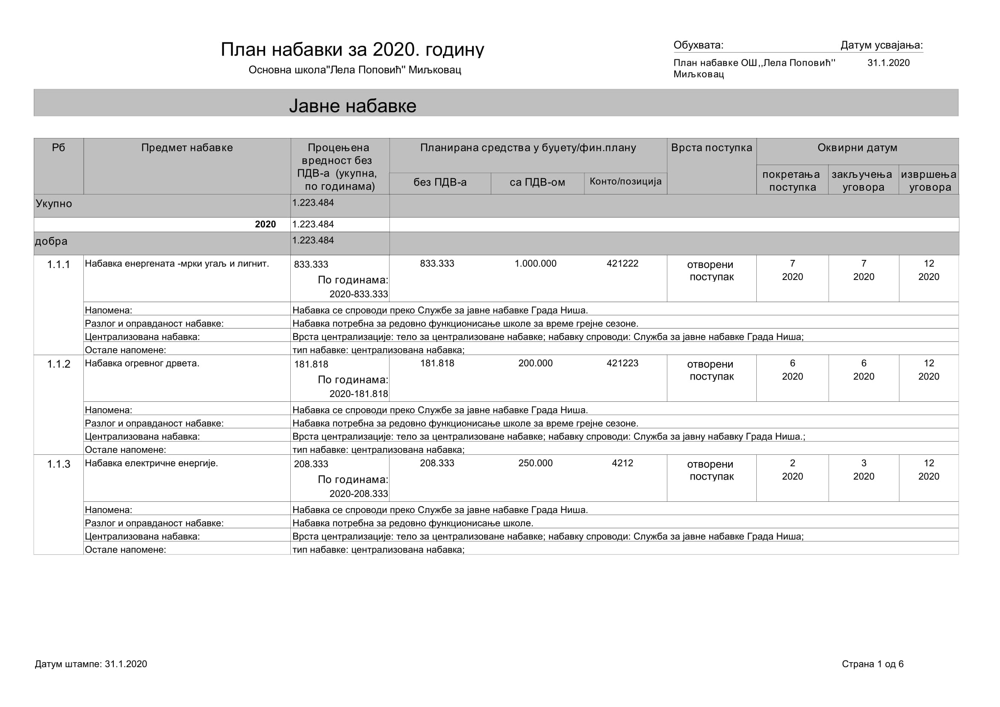 План набавки за 2020. годину
Основна школа"Лела Поповић" Миљковац
Обухвата: Датум усвајања:
План набавке ОШ,,Лела Поповић'' 31.1.2020
Миљковац
Јавне набавке
Рб Предмет набавке Процењена Планирана средства у буџету/фин.плану Врста поступка Оквирни датум
вредност без
ПДВ-а (укупна,
по годинама)
без ПДВ-а са ПДВ-ом Конто/позиција
покретања закључења извршења
поступка уговора уговора
Укупно 1.223.484
2020 1.223.484
добра 1.223.484
1.1.1 Набавка енергената -мрки угаљ и лигнит. 833.333 833.333 1.000.000 421222 отворени 7 7 12
поступак 2020 2020 2020
По годинама:
2020-833.333
Напомена: Набавка се спроводи преко Службе за јавне набавке Града Ниша.
Разлог и оправданост набавке: Набавка потребна за редовно функционисање школе за време грејне сезоне.
Централизована набавка: Врста централизације: тело за централизоване набавке; набавку спроводи: Служба за јавне набавке Града Ниша;
Остале напомене: тип набавке: централизована набавка;
1.1.2 Набавка огревног дрвета. 181.818 181.818 200.000 421223 отворени 6 6 12
поступак 2020 2020 2020
По годинама:
2020-181.818
Напомена: Набавка се спроводи преко Службе за јавне набавке Града Ниша.
Разлог и оправданост набавке: Набавка потребна за редовно функционисање школе за време грејне сезоне.
Централизована набавка: Врста централизације: тело за централизоване набавке; набавку спроводи: Служба за јавну набавку Града Ниша.;
Остале напомене: тип набавке: централизована набавка;
1.1.3 Набавка електричне енергије. 208.333 208.333 250.000 4212 отворени 2 3 12
поступак 2020 2020 2020
По годинама:
2020-208.333
Напомена: Набавка се спроводи преко Службе за јавне набавке Града Ниша.
Разлог и оправданост набавке: Набавка потребна за редовно функционисање школе.
Централизована набавка: Врста централизације: тело за централизоване набавке; набавку спроводи: Служба за јавне набавке Града Ниша;
Остале напомене: тип набавке: централизована набавка;
Датум штампе: 31.1.2020 Страна 1 од 6